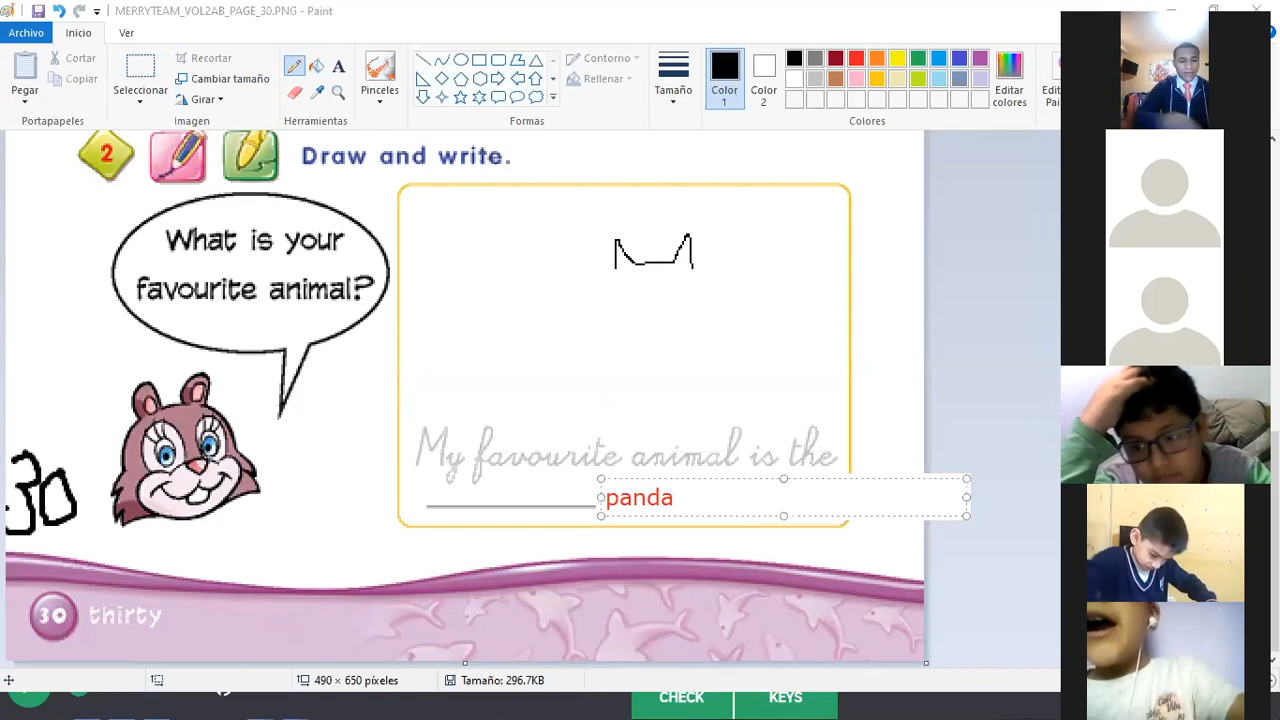 MERRYTEAM_VOL2AB_PAGE_30.PNG - Paint
Archivo Inicio Ver
Pegar
Cortar
Copiar
Portapapeles
Seleccionar
Recortar
Cambiar tamaño
Girar
Imagen
A
Herramientas
Pinceles
Contorno
Rellenar
Formas
Tamaño
Color 1
Color 2
Editar colores
Colores
2 Draw and write.
What is your
favourite animal?
My favourite animal is the
panda
30
30 thirty
490 × 650 píxeles
Tamaño: 296.7KB
CHECK KEYS